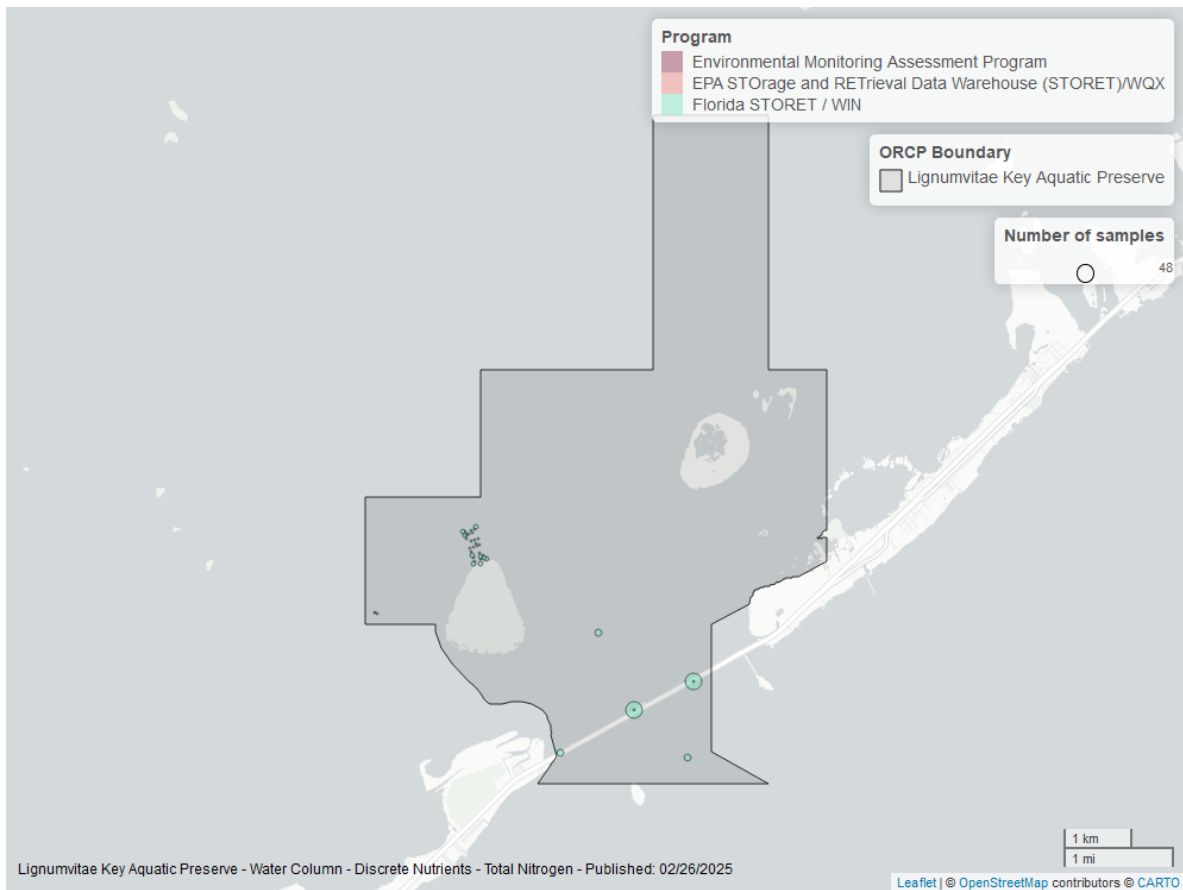 Program
Environmental Monitoring Assessment Program
EPA STOrage and RETrieval Data Warehouse (STORET)/WQX
Florida STORET / WIN
ORCP Boundary
Lignumvitae Key Aquatic Preserve
Number of samples
48
1 km
1 mi
Lignumvitae Key Aquatic Preserve - Water Column - Discrete Nutrients - Total Nitrogen - Published: 02/26/2025
Leaflet | © OpenStreetMap contributors © CARTO